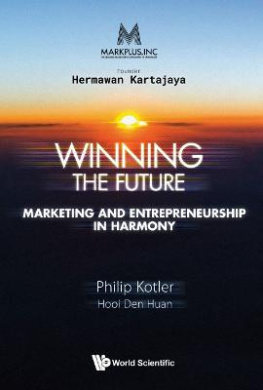 MARKPLUS,INC
Founder
Hermawan Kartajaya
WINNING
THE FUTURE
MARKETING AND ENTREPRENEURSHIP
IN HARMONY
Philip Kotler
Hooi Den Huan
World Scientific